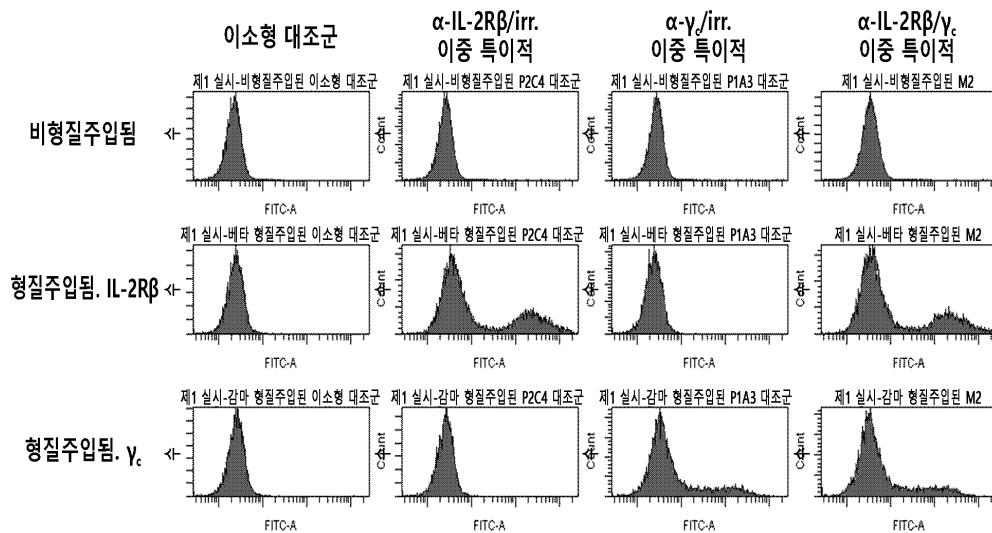 이소형 대조군
α-IL-2Rβ/irr.
이중 특이적
α-γc/irr.
이중 특이적
α-IL-2Rβ/γc
이중 특이적
비형질주입됨
제1 실시-비형질주입된 이소형 대조군
제1 실시-비형질주입된 P2C4 대조군
제1 실시-비형질주입된 P1A3 대조군
제1 실시-비형질주입된 M2
Count
Count
Count
FITC-A
FITC-A
FITC-A
FITC-A
형질주입됨. IL-2Rβ
제1 실시-베타 형질주입된 이소형 대조군
제1 실시-베타 형질주입된 P2C4 대조군
제1 실시-베타 형질주입된 P1A3 대조군
제1 실시-베타 형질주입된 M2
Count
Count
Count
FITC-A
FITC-A
FITC-A
FITC-A
형질주입됨. γc
제1 실시-감마 형질주입된 이소형 대조군
제1 실시-감마 형질주입된 P2C4 대조군
제1 실시-감마 형질주입된 P1A3 대조군
제1 실시-감마 형질주입된 M2
Count
Count
Count
FITC-A
FITC-A
FITC-A
FITC-A